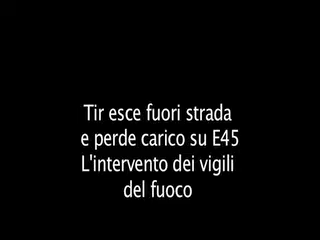 Tir esce fuori strada
e perde carico su E45
L'intervento dei vigili
del fuoco